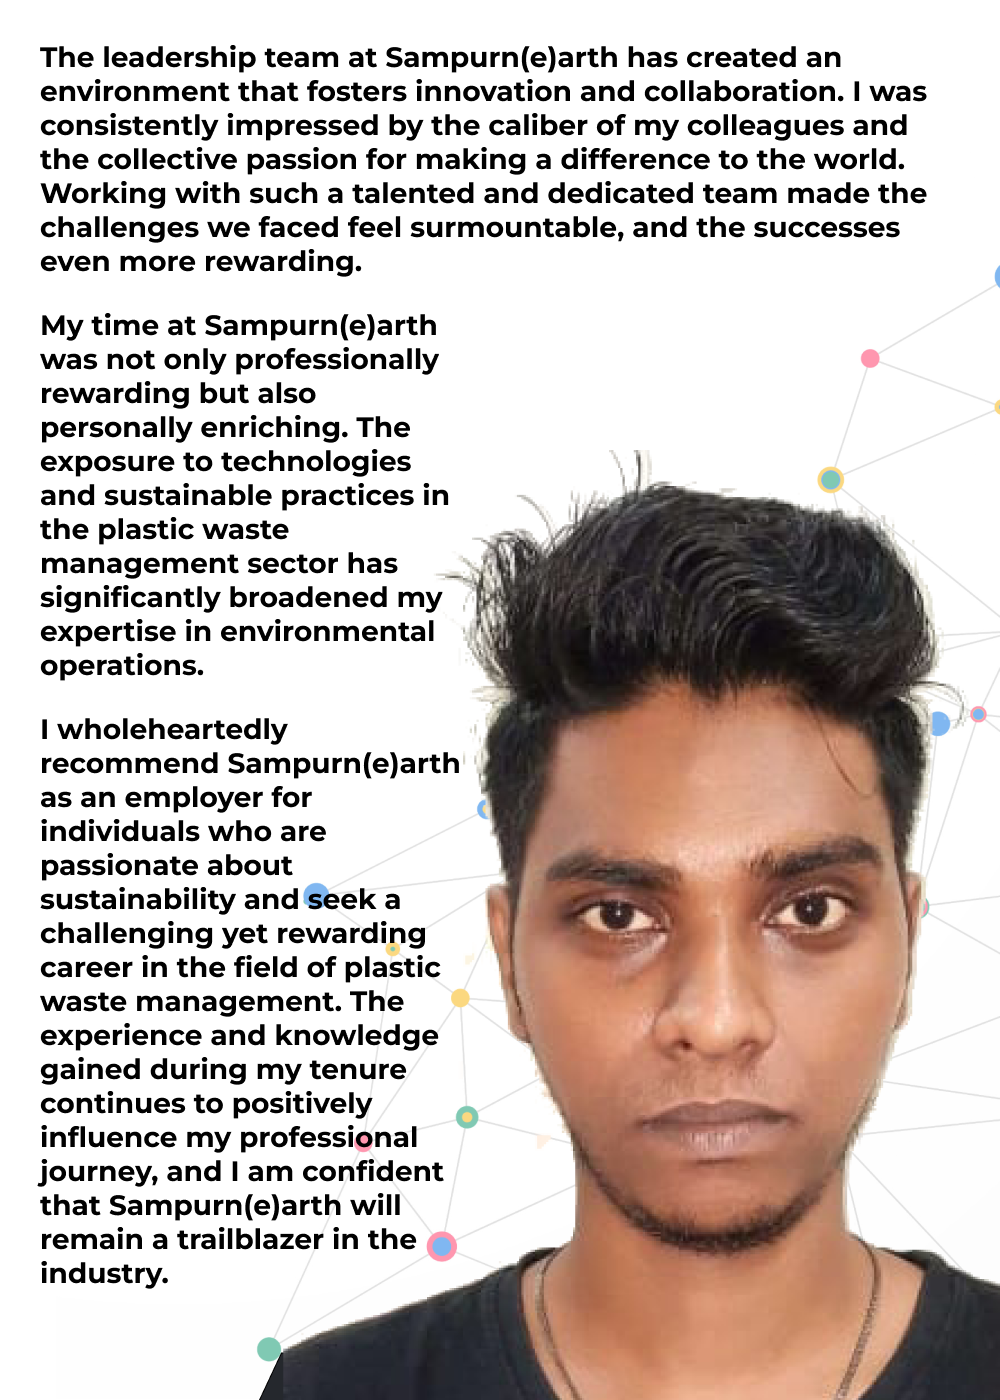 The leadership team at Sampurn(e)arth has created an
environment that fosters innovation and collaboration. I was
consistently impressed by the caliber of my colleagues and
the collective passion for making a difference to the world.
Working with such a talented and dedicated team made the
challenges we faced feel surmountable, and the successes
even more rewarding.
My time at Sampurn(e)arth
was not only professionally
rewarding but also
personally enriching. The
exposure to technologies
and sustainable practices in
the plastic waste
management sector has
significantly broadened my
expertise in environmental
operations.
I wholeheartedly
recommend Sampurn(e)arth
as an employer for
individuals who are
passionate about
sustainability and seek a
challenging yet rewarding
career in the field of plastic
waste management. The
experience and knowledge
gained during my tenure
continues to positively
influence my professional
journey, and I am confident
that Sampurn(e)arth will
remain a trailblazer in the
industry.